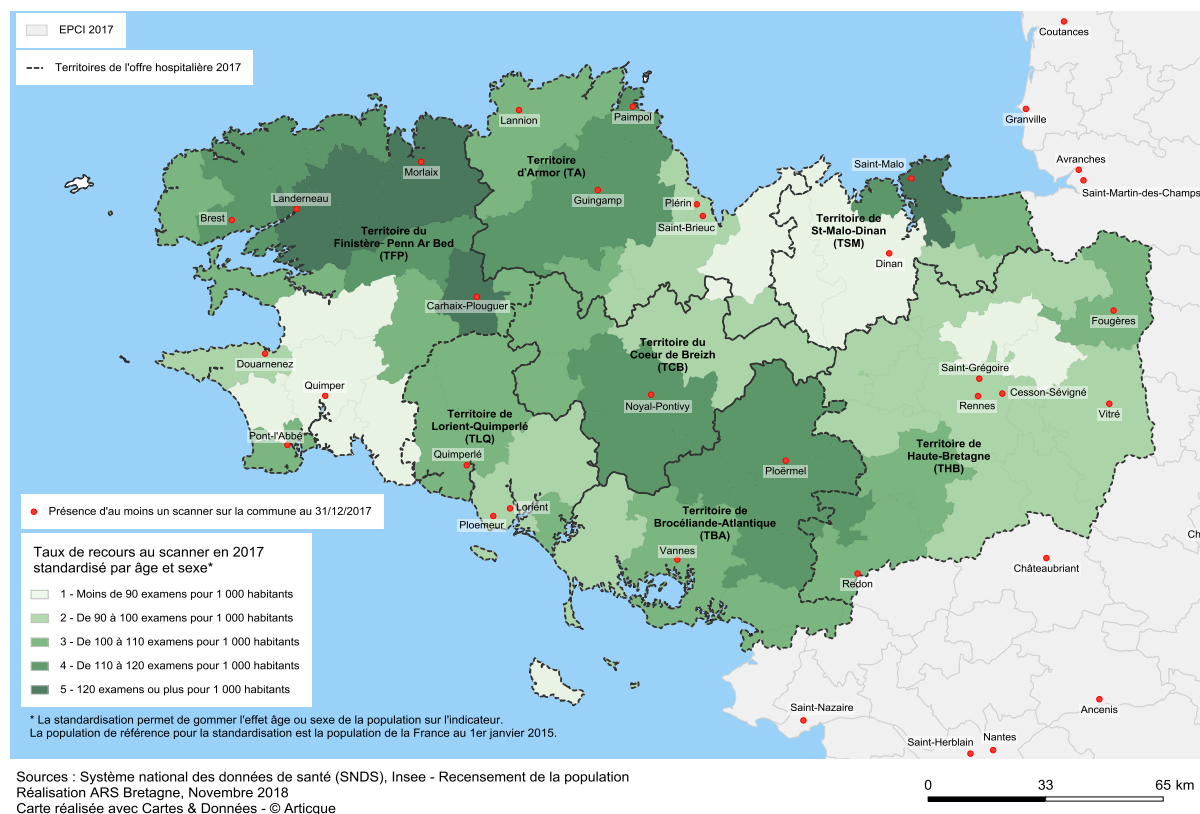 EPCI 2017
Territoires de l'offre hospitalière 2017
Coutances
Granville
Avranches
Saint-Martin-des-Champs
Lannion
Paimpol
Saint-Malo
Morlaix
Territoire
d'Armor (TA)
Guingamp
Landerneau
Brest
Plérin
Saint-Brieuc
Territoire de
St-Malo-Dinan
(TSM)
Dinan
Territoire du
Finistère- Penn Ar Bed
(TFP)
Carhaix-Plouguer
Fougères
Territoire du
Coeur de Breizh
(TCB)
Douarnenez
Saint-Grégoire
Quimper
Cesson-Sévigné
Noyal-Pontivy
Rennes
Vitré
Territoire de
Lorient-Quimperlé
(TLQ)
Pont-l'Abbé
Quimperlé
Territoire de
Haute-Bretagne
(THB)
Ploërmel
Lorient
Ploemeur
Territoire de
Brocéliande-Atlantique
(TBA)
Vannes
Redon
Châteaubriant
Ch
Présence d'au moins un scanner sur la commune au 31/12/2017
Taux de recours au scanner en 2017
standardisé par âge et sexe*
1 - Moins de 90 examens pour 1 000 habitants
2 - De 90 à 100 examens pour 1 000 habitants
3 - De 100 à 110 examens pour 1 000 habitants
4 - De 110 à 120 examens pour 1 000 habitants
5 - 120 examens ou plus pour 1 000 habitants
* La standardisation permet de gommer l'effet âge ou sexe de la population sur l'indicateur.
La population de référence pour la standardisation est la population de la France au 1er janvier 2015.
Saint-Nazaire
Ancenis
Saint-Herblain
Nantes
Sources : Système national des données de santé (SNDS), Insee - Recensement de la population
Réalisation ARS Bretagne, Novembre 2018
Carte réalisée avec Cartes & Données - © Articque
0 33 65 km